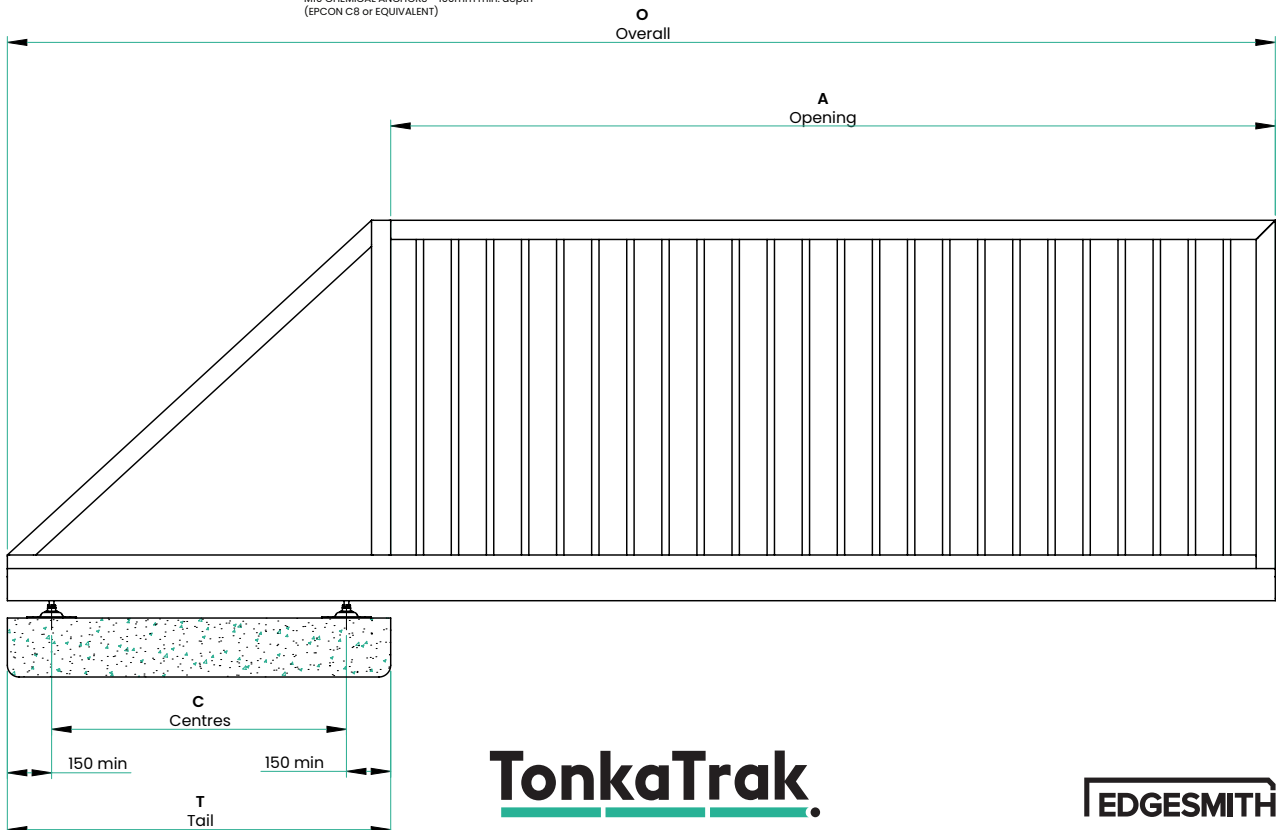 (EPCON C8 or EQUIVALENT)
O
Overall
A
Opening
C
Centres
150 min
150 min
T
Tail
TonkaTrak.
EDGESMITH